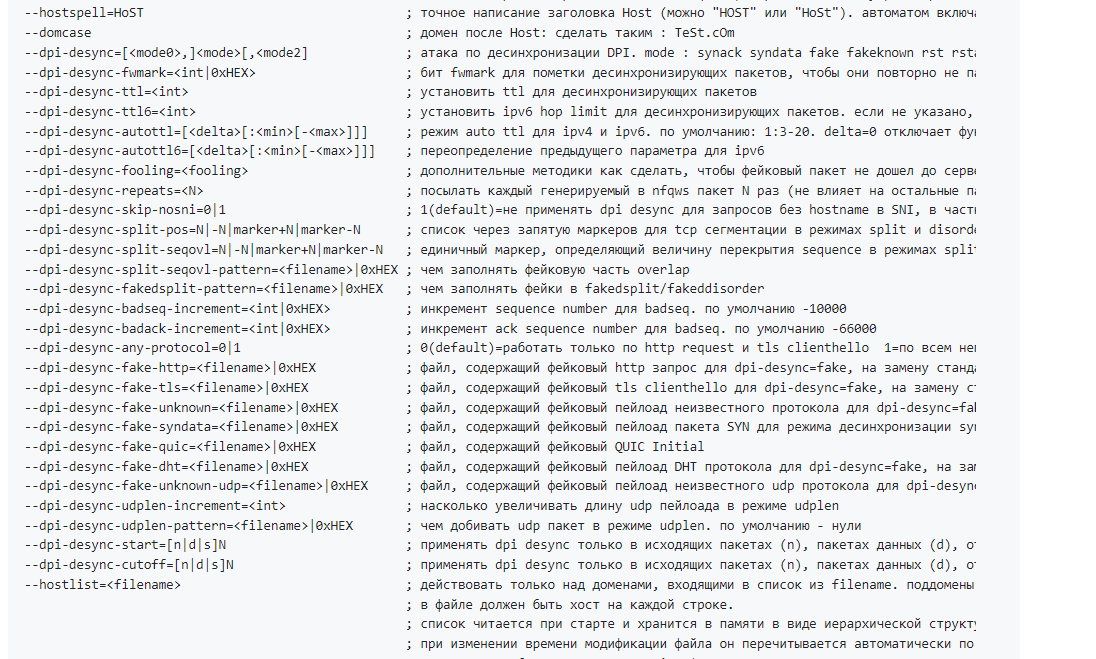 --hostspell=HoST ; точное написание заголовка Host (можно "HOST" или "HoSt"). автоматом
--domcase ; домен после Host: сделать таким : TeSt.cOm
--dpi-desync=[<mode0>,]<mode>[,<mode2] ; атака по десинхронизации DPI. mode : synack syndata fake fakeknown rst
--dpi-desync-fwmark=<int|0xHEX> ; бит fwmark для пометки десинхронизирующих пакетов, чтобы они повторно не
--dpi-desync-ttl=<int> ; установить ttl для десинхронизирующих пакетов
--dpi-desync-ttl6=<int> ; установить ipv6 hop limit для десинхронизирующих пакетов. если не указано,
--dpi-desync-autottl=[<delta>[:<min>[-<max>]]] ; режим auto ttl для ipv4 и ipv6. по умолчанию: 1:3-20. delta=0 отключает
--dpi-desync-autottl6=[<delta>[:<min>[-<max>]]] ; переопределение предыдущего параметра для ipv6
--dpi-desync-fooling=<fooling> ; дополнительные методики как сделать, чтобы фейковый пакет не дошел до
--dpi-desync-repeats=<N> ; посылать каждый генерируемый в nfqws пакет N раз (не влияет на остальные
--dpi-desync-skip-nosni=0|1 ; 1(default)=не применять dpi desync для запросов без hostname в SNI, в
--dpi-desync-split-pos=N|-N|marker+N|marker-N ; список через запятую маркеров для tcp сегментации в режимах split и
--dpi-desync-split-seqovl=N|-N|marker+N|marker-N ; единичный маркер, определяющий величину перекрытия sequence в режимах
--dpi-desync-split-seqovl-pattern=<filename>|0xHEX ; чем заполнять фейковую часть overlap
--dpi-desync-fakedsplit-pattern=<filename>|0xHEX ; чем заполнять фейки в fakedsplit/fakeddisorder
--dpi-desync-badseq-increment=<int|0xHEX> ; инкремент sequence number для badseq. по умолчанию -10000
--dpi-desync-badack-increment=<int|0xHEX> ; инкремент ack sequence number для badseq. по умолчанию -66000
--dpi-desync-any-protocol=0|1 ; 0(default)=работать только по http request и tls clienthello 1=по всем
--dpi-desync-fake-http=<filename>|0xHEX ; файл, содержащий фейковый http запрос для dpi-desync=fake, на замену
--dpi-desync-fake-tls=<filename>|0xHEX ; файл, содержащий фейковый tls clienthello для dpi-desync=fake, на замену
--dpi-desync-fake-unknown=<filename>|0xHEX ; файл, содержащий фейковый пейлоад неизвестного протокола для
--dpi-desync-fake-syndata=<filename>|0xHEX ; файл, содержащий фейковый пейлоад пакета SYN для режима десинхронизации
--dpi-desync-fake-quic=<filename>|0xHEX ; файл, содержащий фейковый QUIC Initial
--dpi-desync-fake-dht=<filename>|0xHEX ; файл, содержащий фейковый пейлоад DHT протокола для dpi-desync=fake, на
--dpi-desync-fake-unknown-udp=<filename>|0xHEX ; файл, содержащий фейковый пейлоад неизвестного udp протокола для
--dpi-desync-udplen-increment=<int> ; насколько увеличивать длину udp пейлоада в режиме udplen
--dpi-desync-udplen-pattern=<filename>|0xHEX ; чем добивать udp пакет в режиме udplen. по умолчанию - нули
--dpi-desync-start=[n|d|s]N ; применять dpi desync только в исходящих пакетах (n), пакетах данных (d),
--dpi-desync-cutoff=[n|d|s]N ; применять dpi desync только в исходящих пакетах (n), пакетах данных (d),
--hostlist=<filename> ; действовать только над доменами, входящими в список из filename. поддомены
; в файле должен быть хост на каждой строке.
; список читается при старте и хранится в памяти в виде иерархической
; при изменении времени модификации файла он перечитывается автоматически по